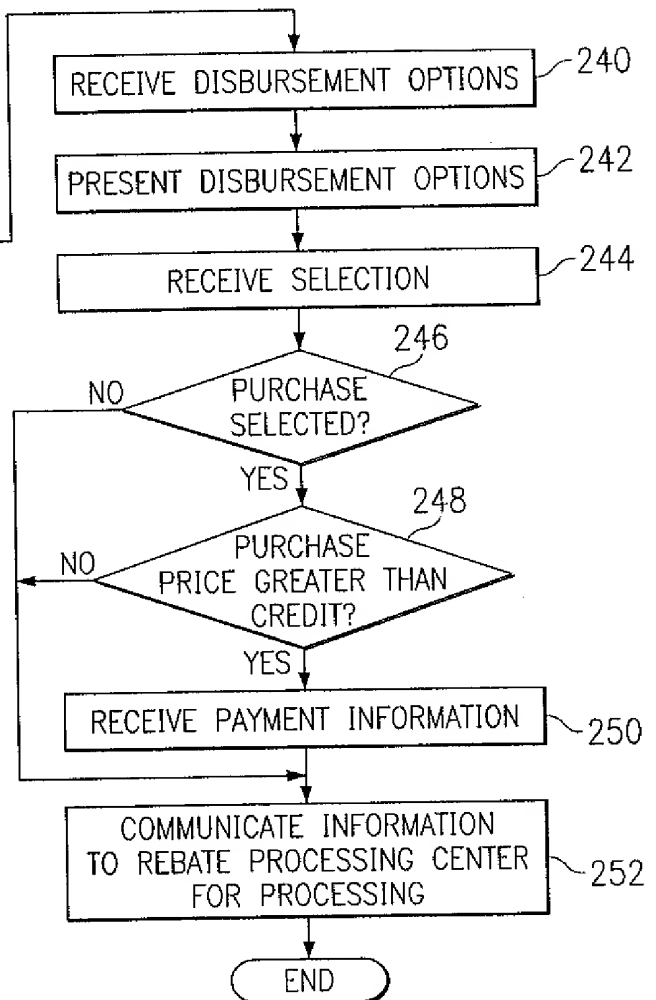 RECEIVE DISBURSEMENT OPTIONS
240
PRESENT DISBURSEMENT OPTIONS
242
RECEIVE SELECTION
244
246
PURCHASE
SELECTED?
NO
YES
248
PURCHASE
PRICE GREATER THAN
CREDIT?
NO
YES
RECEIVE PAYMENT INFORMATION
250
COMMUNICATE INFORMATION
TO REBATE PROCESSING CENTER
FOR PROCESSING
252
END